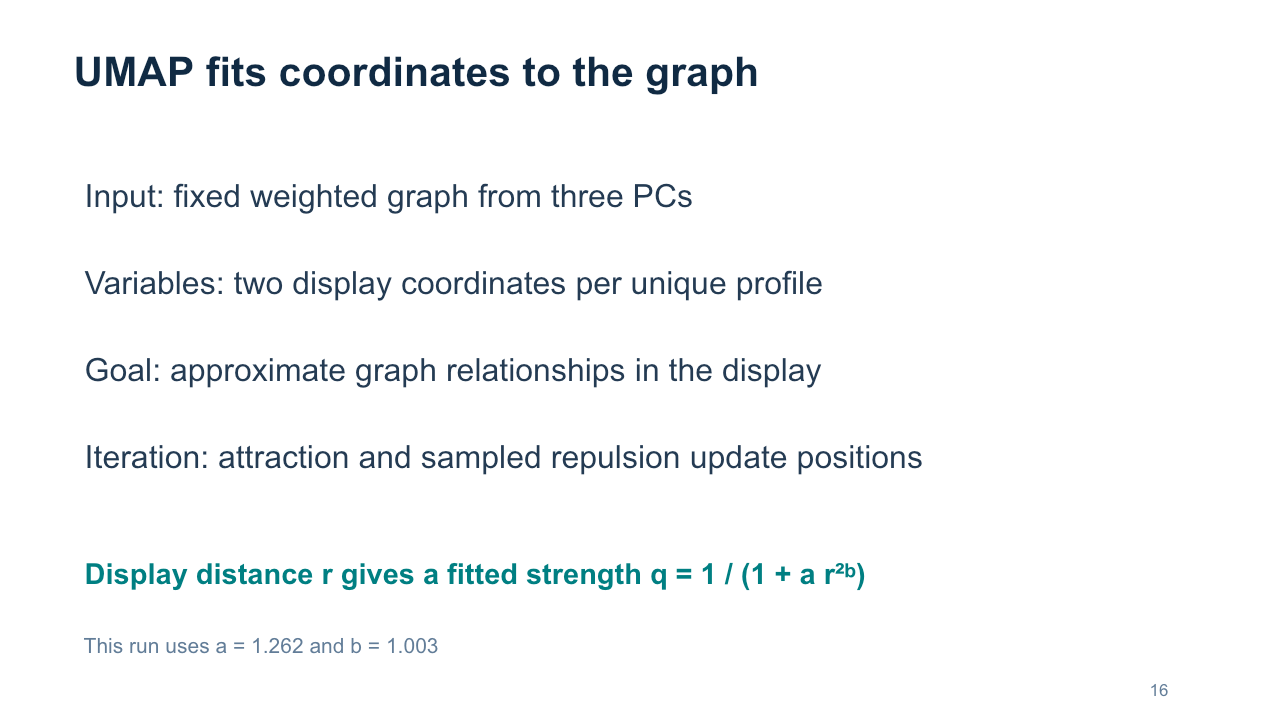 UMAP fits coordinates to the graph
Input: fixed weighted graph from three PCs
Variables: two display coordinates per unique profile
Goal: approximate graph relationships in the display
Iteration: attraction and sampled repulsion update positions
Display distance r gives a fitted strength q = 1 / (1 + a r²ᵇ)
This run uses a = 1.262 and b = 1.003
16